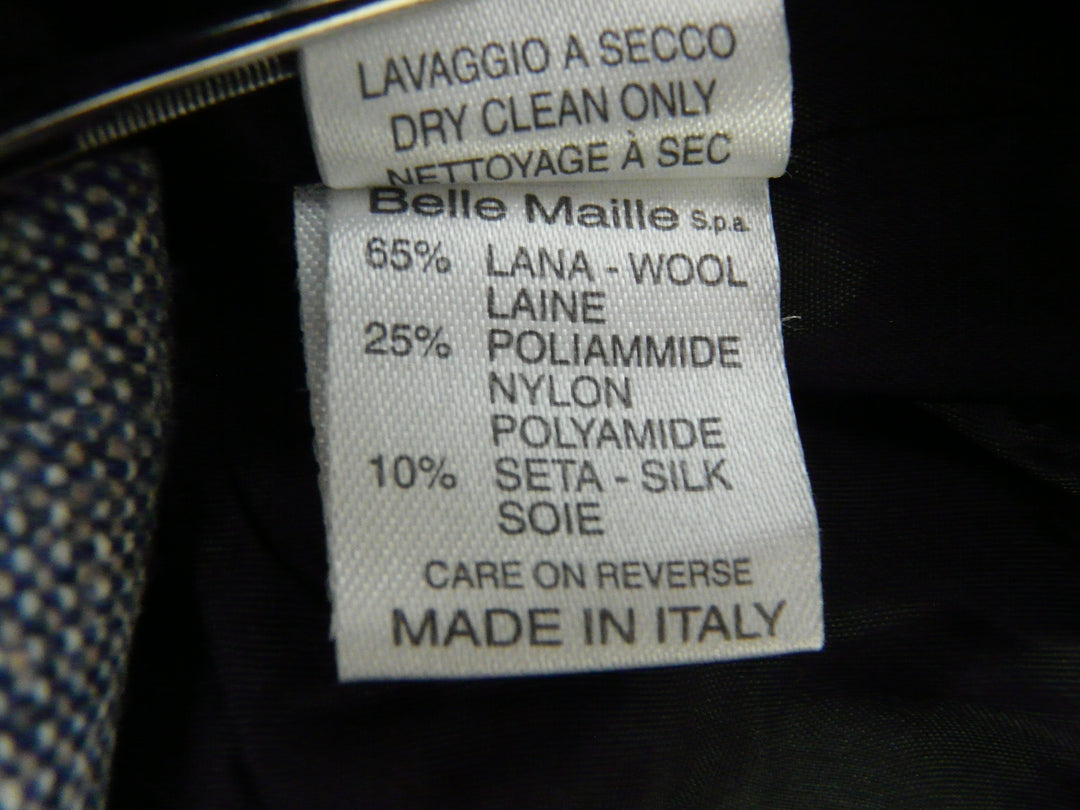 LAVAGGIO A SECCO
DRY CLEAN ONLY
NETTOYAGE À SEC
Belle Maille S.p.a.
65% LANA - WOOL
LAINE
25% POLIAMMIDE
NYLON
POLYAMIDE
10% SETA - SILK
SOIE
CARE ON REVERSE
MADE IN ITALY